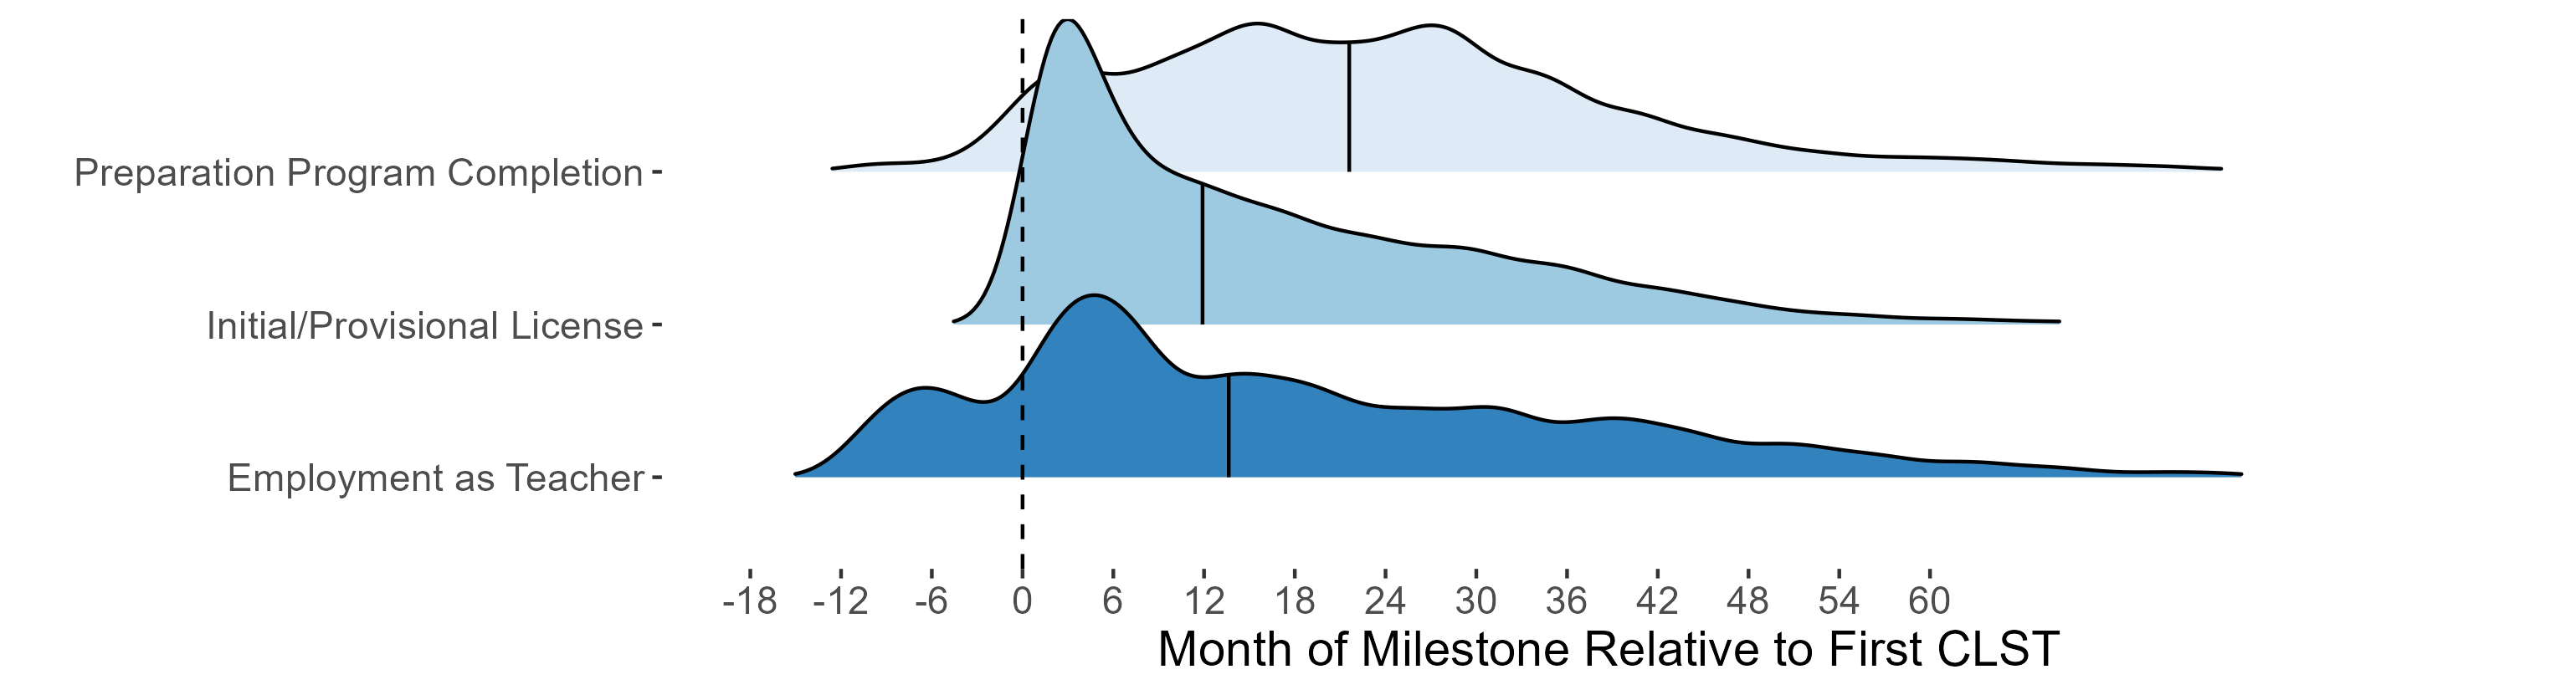 Preparation Program Completion
Initial/Provisional License
Employment as Teacher
-18 -12 -6 0 6 12 18 24 30 36 42 48 54 60
Month of Milestone Relative to First CLST